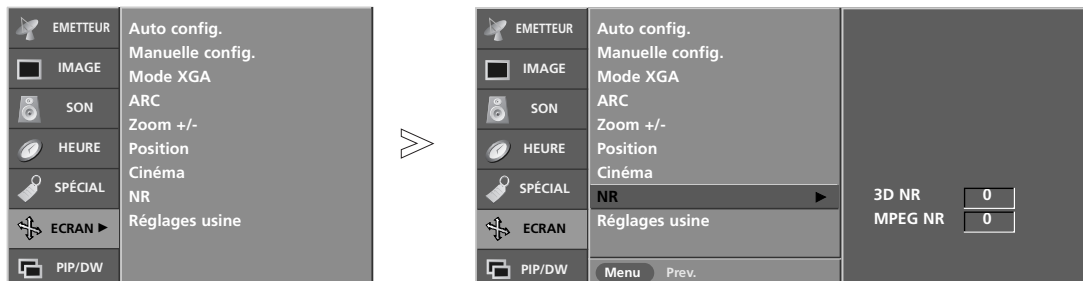 EMETTEUR
IMAGE
SON
HEURE
SPÉCIAL
ECRAN ►
PIP/DW
Auto config.
Manuelle config.
Mode XGA
ARC
Zoom +/-
Position
Cinéma
NR
Réglages usine
EMETTEUR
IMAGE
SON
HEURE
SPÉCIAL
ECRAN
PIP/DW
Auto config.
Manuelle config.
Mode XGA
ARC
Zoom +/-
Position
Cinéma
NR ►
Réglages usine
Menu Prev.
3D NR 0
MPEG NR 0